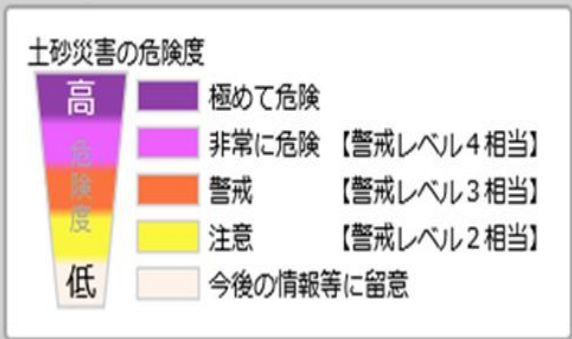 土砂災害の危険度
高
危険度
低
極めて危険
非常に危険 【警戒レベル4相当】
警戒 【警戒レベル3相当】
注意 【警戒レベル2相当】
今後の情報等に留意